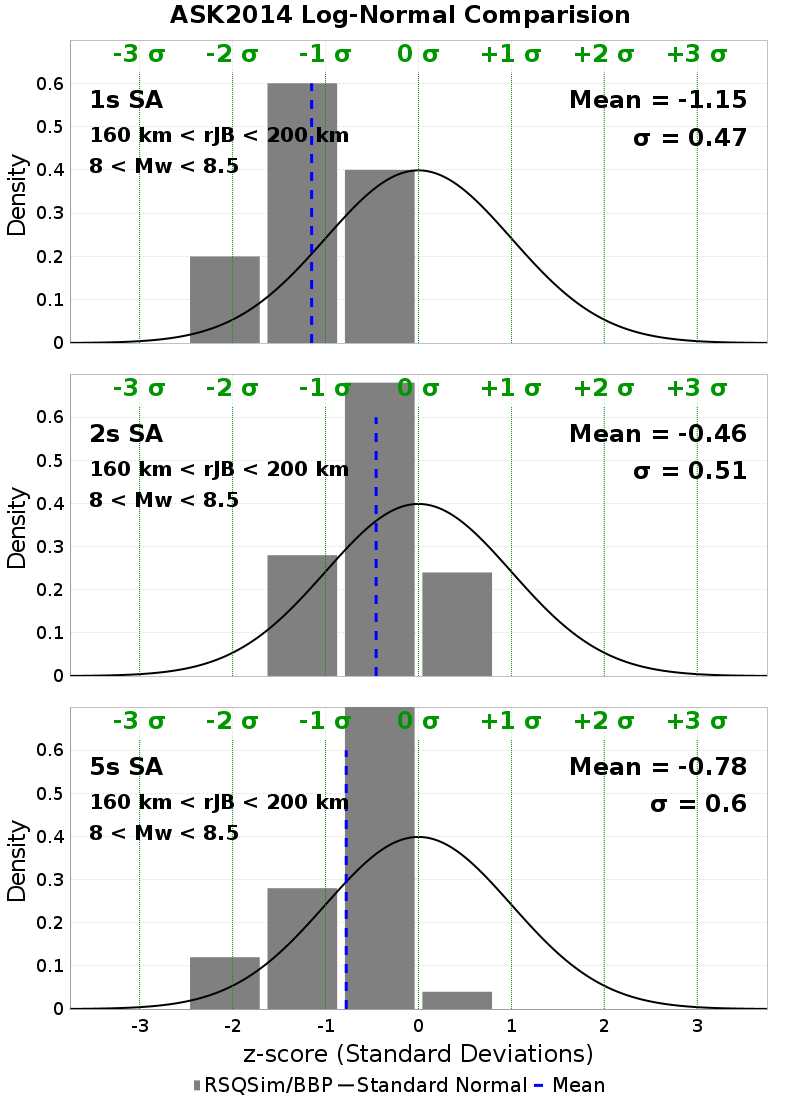 ASK2014 Log-Normal Comparision
-3 σ -2 σ -1 σ 0 σ +1 σ +2 σ +3 σ
1s SA
160 km < rJB < 200 km
8 < Mw < 8.5
Mean = -1.15
σ = 0.47
Density
0.6
0.5
0.4
0.3
0.2
0.1
0
-3 σ -2 σ -1 σ 0 σ +1 σ +2 σ +3 σ
2s SA
160 km < rJB < 200 km
8 < Mw < 8.5
Mean = -0.46
σ = 0.51
Density
0.6
0.5
0.4
0.3
0.2
0.1
0
-3 σ -2 σ -1 σ 0 σ +1 σ +2 σ +3 σ
5s SA
160 km < rJB < 200 km
8 < Mw < 8.5
Mean = -0.78
σ = 0.6
Density
0.6
0.5
0.4
0.3
0.2
0.1
0
-3 -2 -1 0 1 2 3
z-score (Standard Deviations)
RSQSim/BBP Standard Normal Mean